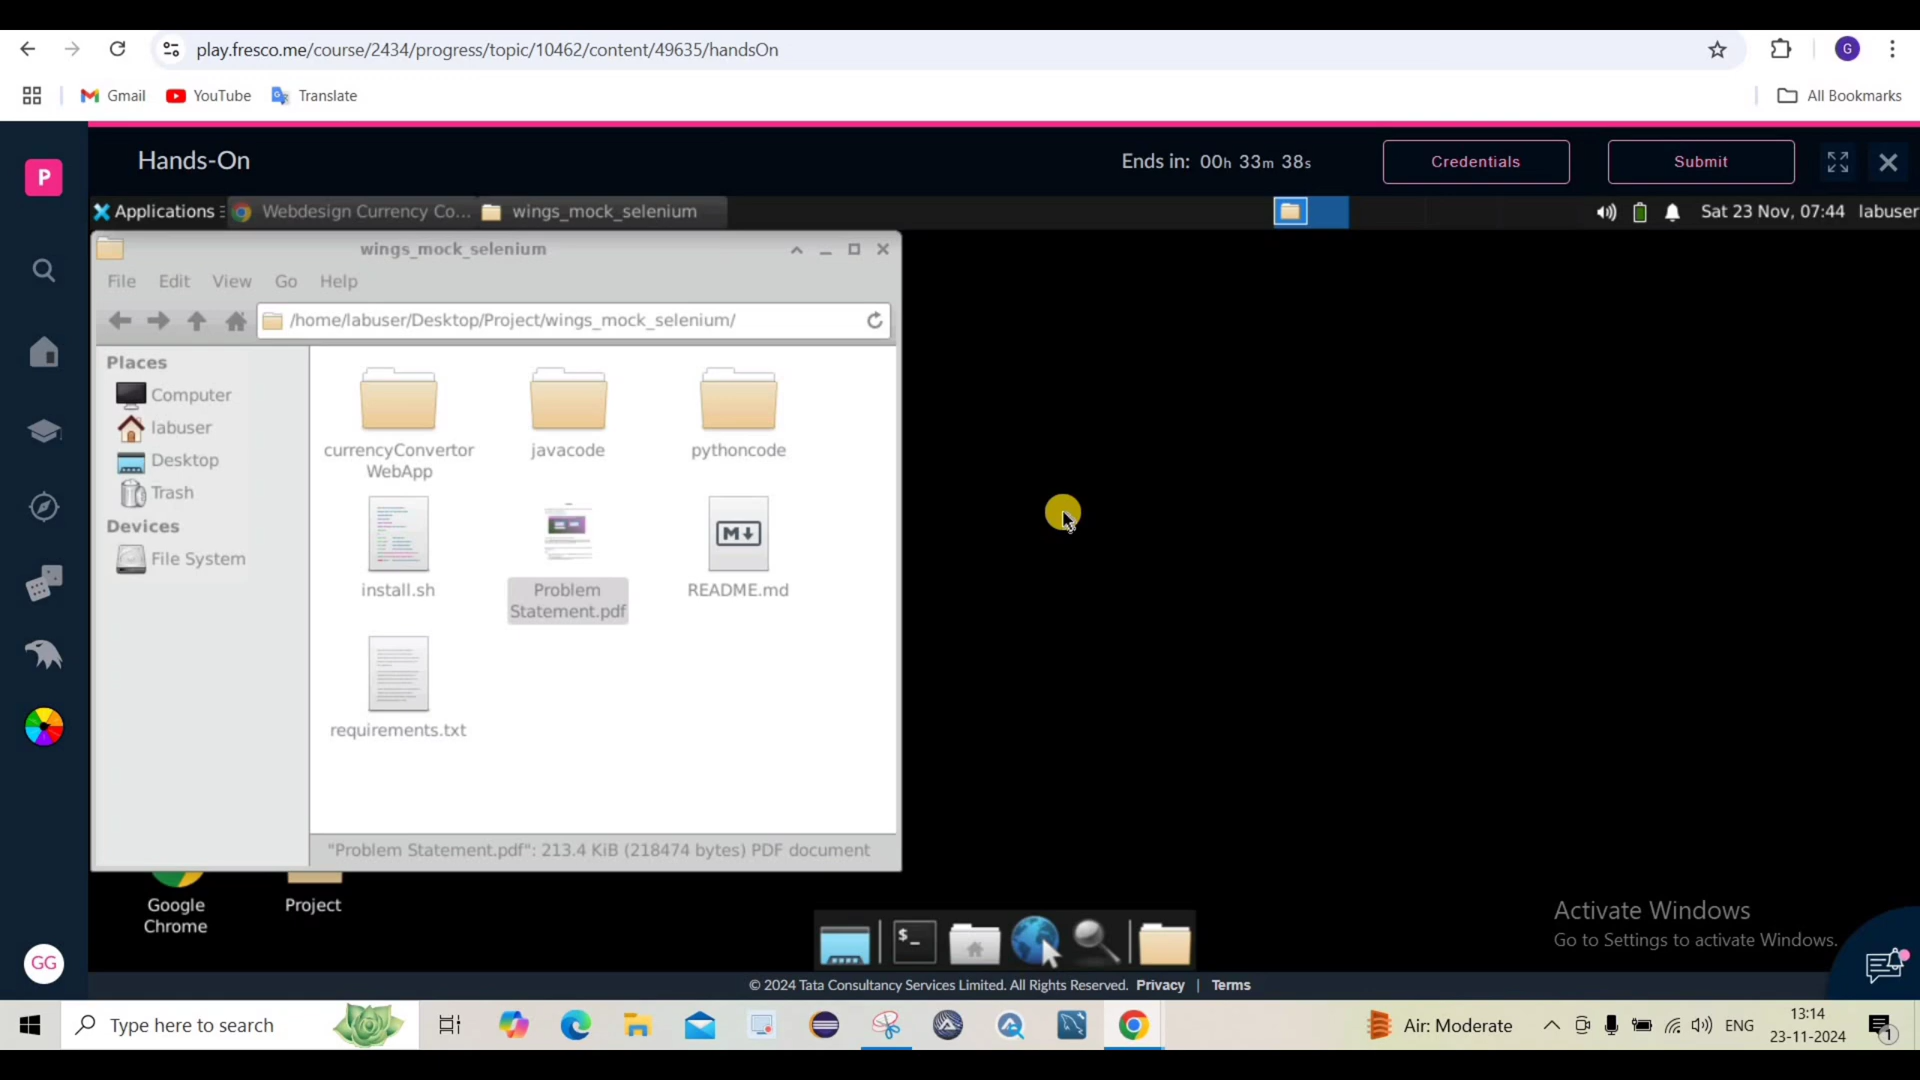 play.fresco.me/course/2434/progress/topic/10462/content/49635/handsOn
G
Gmail
YouTube
Translate
All Bookmarks
P
Hands-On
Ends in: 00h 33m 38s
Credentials
Submit
Applications
Webdesign Currency Co...
wings_mock_selenium
Sat 23 Nov, 07:44
labuser
wings_mock_selenium
File Edit View Go Help
/home/labuser/Desktop/Project/wings_mock_selenium/
Places
Computer
labuser
Desktop
Trash
Devices
File System
currencyConvertor
WebApp
javacode
pythoncode
install.sh
Problem
Statement.pdf
M
README.md
requirements.txt
"Problem Statement.pdf": 213.4 KiB (218474 bytes) PDF document
Google
Chrome
Project
$_
Activate Windows
Go to Settings to activate Windows.
GG
© 2024 Tata Consultancy Services Limited. All Rights Reserved. Privacy | Terms
Type here to search
Air: Moderate
ENG
13:14
23-11-2024
1